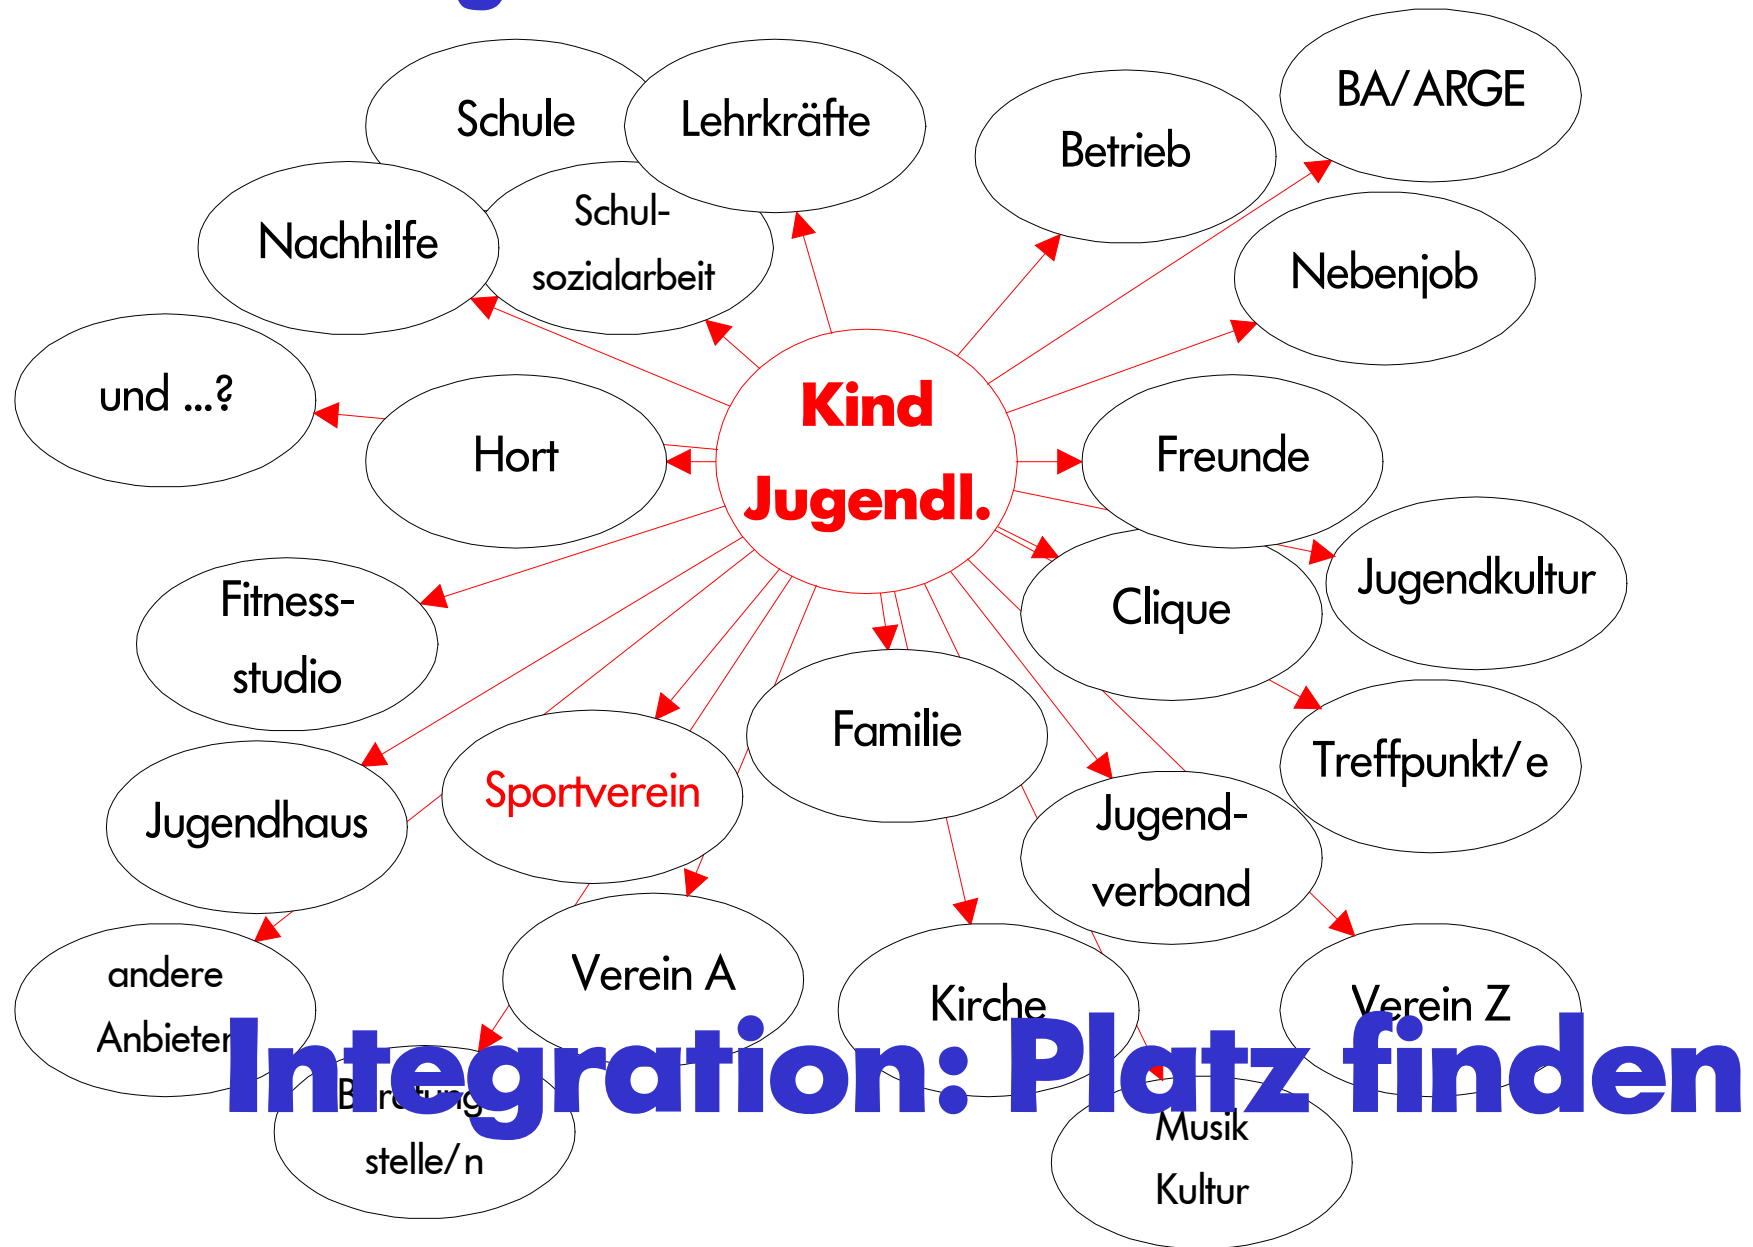 Schule
Lehrkräfte
Betrieb
BA/ARGE
Nachhilfe
Schul-
sozialarbeit
Nebenjob
und ...?
Hort
Kind
Jugendl.
Freunde
Jugendkultur
Clique
Fitness-
studio
Familie
Treffpunkt/e
Sportverein
Jugendhaus
Jugend-
verband
andere
Anbieter
Verein A
Kirche
Verein Z
Integration: Platz finden
Beratung
stelle/n
Musik
Kultur